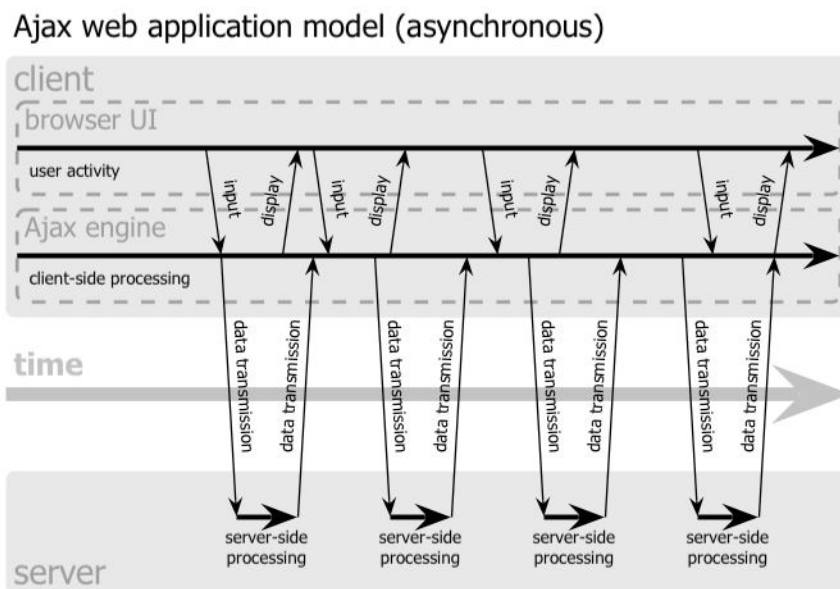 Ajax web application model (asynchronous)
client
browser UI
user activity
input
display
input
display
input
display
input
display
Ajax engine
client-side processing
data transmission
data transmission
data transmission
data transmission
data transmission
data transmission
data transmission
data transmission
time
server-side
processing
server-side
processing
server-side
processing
server-side
processing
server